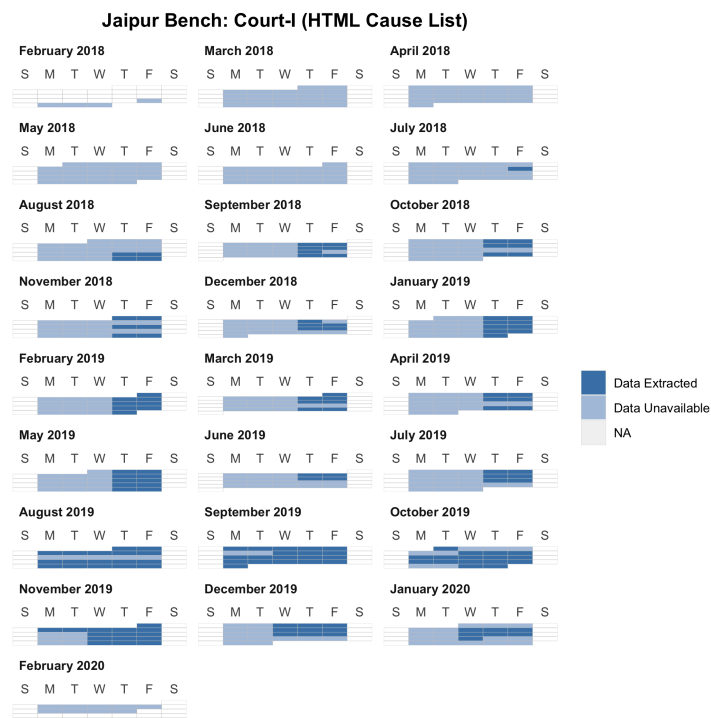 Jaipur Bench: Court-I (HTML Cause List)
February 2018 March 2018 April 2018
S M T W T F S S M T W T F S S M T W T F S
May 2018 June 2018 July 2018
S M T W T F S S M T W T F S S M T W T F S
August 2018 September 2018 October 2018
S M T W T F S S M T W T F S S M T W T F S
November 2018 December 2018 January 2019
S M T W T F S S M T W T F S S M T W T F S
February 2019 March 2019 April 2019
S M T W T F S S M T W T F S S M T W T F S
May 2019 June 2019 July 2019
S M T W T F S S M T W T F S S M T W T F S
August 2019 September 2019 October 2019
S M T W T F S S M T W T F S S M T W T F S
November 2019 December 2019 January 2020
S M T W T F S S M T W T F S S M T W T F S
February 2020
S M T W T F S
Data Extracted
Data Unavailable
NA